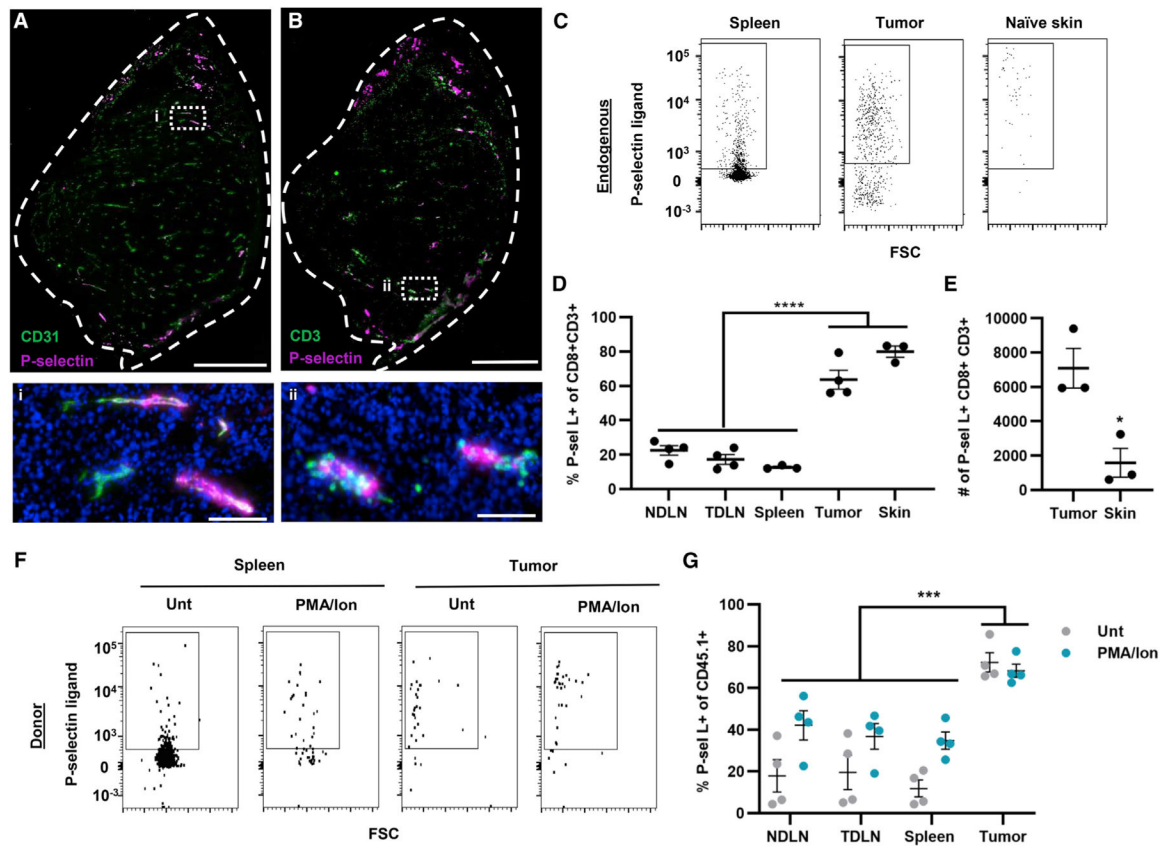 A
CD31
P-selectin
i
B
CD3
P-selectin
ii
i
ii
C
Spleen
Tumor
Naïve skin
Endogenous
P-selectin ligand
10⁵
10⁴
10³
0
10⁻³
FSC
D
% P-sel L+ of CD8+CD3+
100
80
60
40
20
0
****
NDLN TDLN Spleen Tumor Skin
E
# of P-sel L+ CD8+ CD3+
10000
8000
6000
4000
2000
0
*
Tumor Skin
F
Spleen Tumor
Unt PMA/Ion Unt PMA/Ion
Donor
P-selectin ligand
10⁵
10⁴
10³
0
10⁻³
FSC
G
% P-sel L+ of CD45.1+
100
80
60
40
20
0
***
NDLN TDLN Spleen Tumor
Unt
PMA/Ion